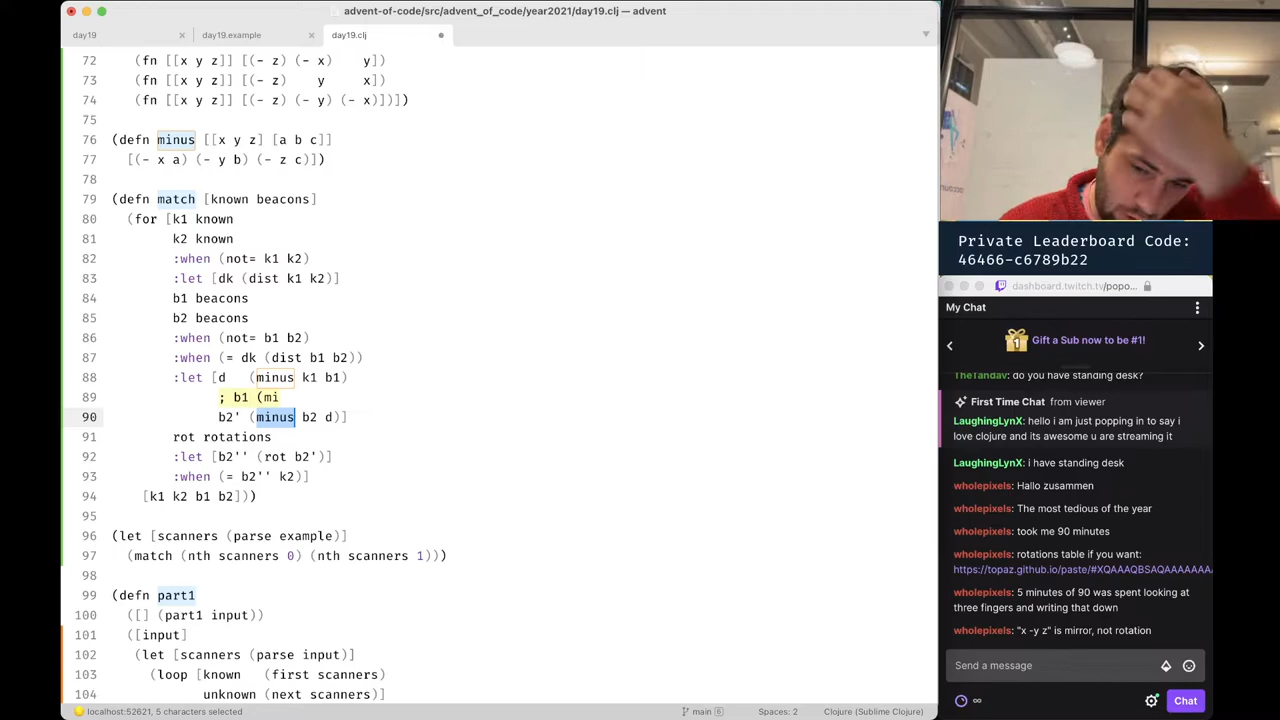 advent-of-code/src/advent_of_code/year2021/day19.clj — advent
day19
day19.example
day19.clj
72 (fn [[x y z]] [(- z) (- x) y])
73 (fn [[x y z]] [(- z) y x])
74 (fn [[x y z]] [(- z) (- y) (- x)])])
75
76 (defn minus [[x y z] [a b c]]
77 [(- x a) (- y b) (- z c)])
78
79 (defn match [known beacons]
80 (for [k1 known
81 k2 known
82 :when (not= k1 k2)
83 :let [dk (dist k1 k2)]
84 b1 beacons
85 b2 beacons
86 :when (not= b1 b2)
87 :when (= dk (dist b1 b2))
88 :let [d (minus k1 b1)
89 ; b1 (mi
90 b2' (minus b2 d)]
91 rot rotations
92 :let [b2'' (rot b2')]
93 :when (= b2'' k2)]
94 [k1 k2 b1 b2]))
95
96 (let [scanners (parse example)]
97 (match (nth scanners 0) (nth scanners 1)))
98
99 (defn part1
100 ([] (part1 input))
101 ([input]
102 (let [scanners (parse input)]
103 (loop [known (first scanners)
104 unknown (next scanners)]
localhost:52621, 5 characters selected
main 6
Spaces: 2
Clojure (Sublime Clojure)
Private Leaderboard Code:
46466-c6789b22
dashboard.twitch.tv/popo...
My Chat
1
Gift a Sub now to be #1!
TheTandav: do you have standing desk?
First Time Chat from viewer
LaughingLynX: hello i am just popping in to say i
love clojure and its awesome u are streaming it
LaughingLynX: i have standing desk
wholepixels: Hallo zusammen
wholepixels: The most tedious of the year
wholepixels: took me 90 minutes
wholepixels: rotations table if you want:
https://topaz.github.io/paste/#XQAAAQBSAQAAAAAAA
wholepixels: 5 minutes of 90 was spent looking at
three fingers and writing that down
wholepixels: "x -y z" is mirror, not rotation
Send a message
Chat